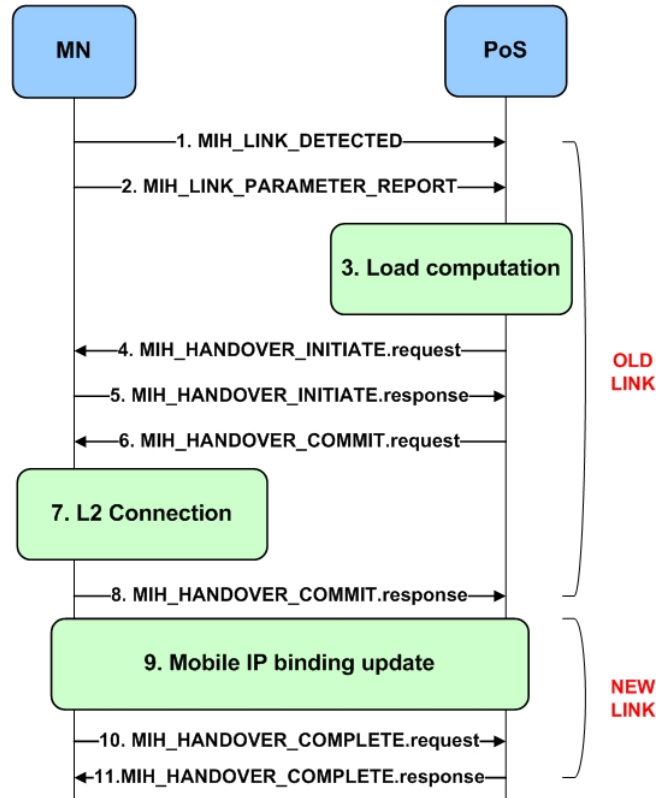 MN
PoS
1. MIH_LINK_DETECTED
2. MIH_LINK_PARAMETER_REPORT
3. Load computation
4. MIH_HANDOVER_INITIATE.request
OLD
LINK
5. MIH_HANDOVER_INITIATE.response
6. MIH_HANDOVER_COMMIT.request
7. L2 Connection
8. MIH_HANDOVER_COMMIT.response
9. Mobile IP binding update
NEW
LINK
10. MIH_HANDOVER_COMPLETE.request
11.MIH_HANDOVER_COMPLETE.response